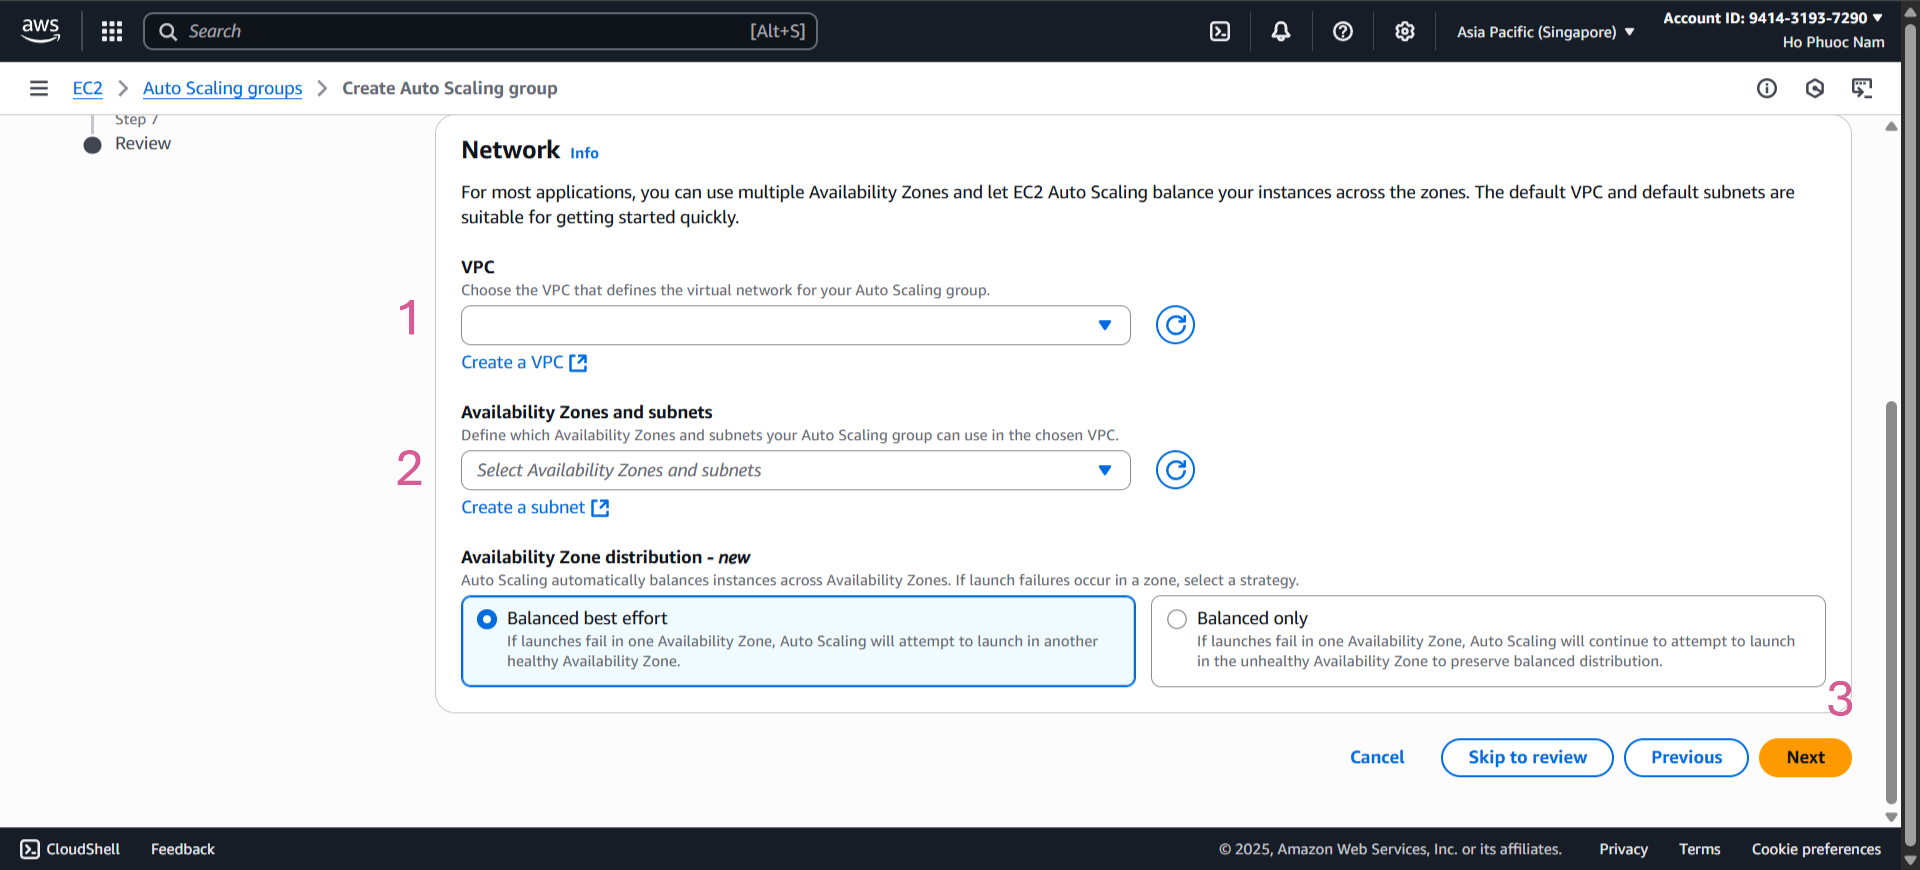 aws
Search
[Alt+S]
Asia Pacific (Singapore)
Account ID: 9414-3193-7290
Ho Phuoc Nam
EC2
Auto Scaling groups
Create Auto Scaling group
Step 7
Review
Network Info
For most applications, you can use multiple Availability Zones and let EC2 Auto Scaling balance your instances across the zones. The default VPC and default subnets are
suitable for getting started quickly.
VPC
Choose the VPC that defines the virtual network for your Auto Scaling group.
1
Create a VPC
Availability Zones and subnets
Define which Availability Zones and subnets your Auto Scaling group can use in the chosen VPC.
2
Select Availability Zones and subnets
Create a subnet
Availability Zone distribution - new
Auto Scaling automatically balances instances across Availability Zones. If launch failures occur in a zone, select a strategy.
Balanced best effort
If launches fail in one Availability Zone, Auto Scaling will attempt to launch in another
healthy Availability Zone.
Balanced only
If launches fail in one Availability Zone, Auto Scaling will continue to attempt to launch
in the unhealthy Availability Zone to preserve balanced distribution.
3
Cancel
Skip to review
Previous
Next
CloudShell
Feedback
© 2025, Amazon Web Services, Inc. or its affiliates.
Privacy
Terms
Cookie preferences